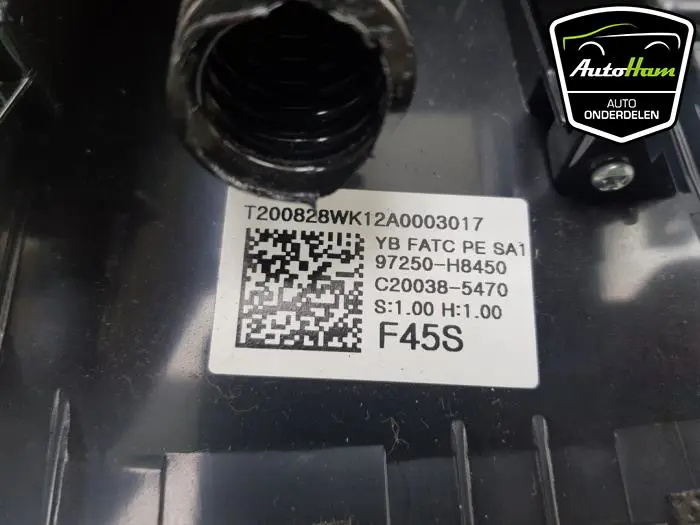 AutoHam
AUTO
ONDERDELEN
T200828WK12A0003017
YB FATC PE SA1
97250-H8450
C20038-5470
S:1.00 H:1.00
F45S